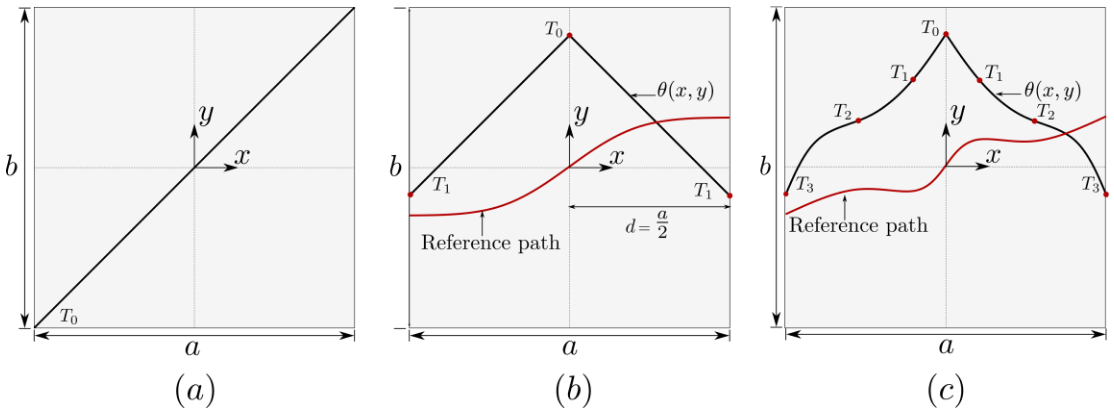 b
y
x
T₀
a
(a)
b
T₀
θ(x, y)
y
x
T₁
T₁
d = a/2
Reference path
a
(b)
b
T₀
T₁
T₁
θ(x, y)
T₂
T₂
y
x
T₃
T₃
Reference path
a
(c)